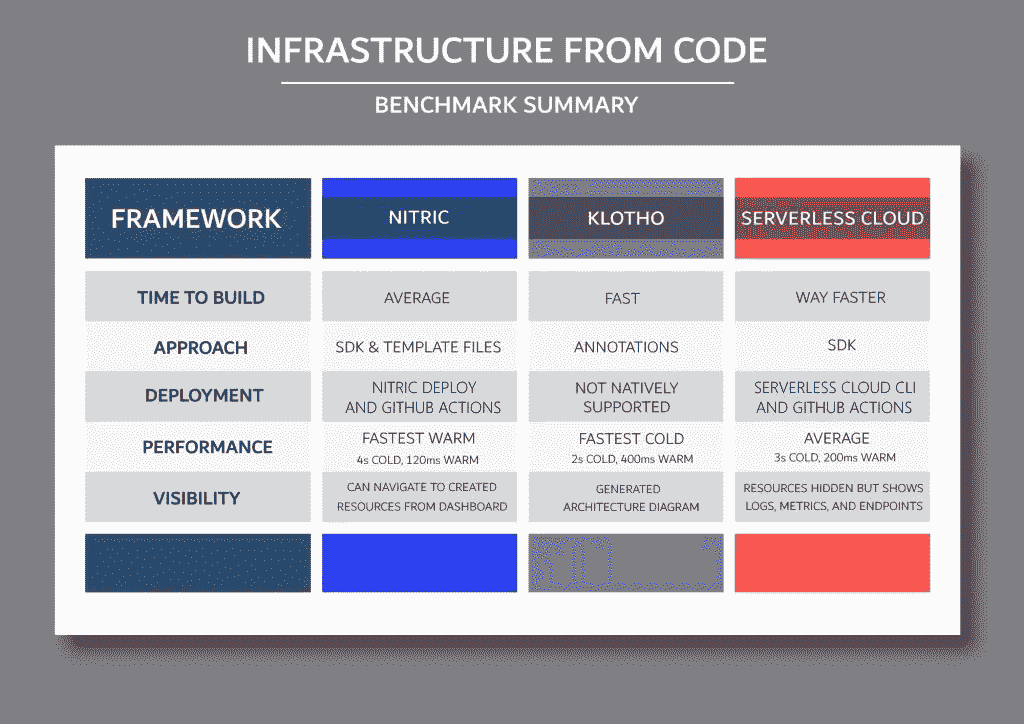 INFRASTRUCTURE FROM CODE
BENCHMARK SUMMARY
FRAMEWORK
NITRIC
KLOTHO
SERVERLESS CLOUD
TIME TO BUILD
AVERAGE
FAST
WAY FASTER
APPROACH
SDK & TEMPLATE FILES
ANNOTATIONS
SDK
DEPLOYMENT
NITRIC DEPLOY
AND GITHUB ACTIONS
NOT NATIVELY
SUPPORTED
SERVERLESS CLOUD CLI
AND GITHUB ACTIONS
PERFORMANCE
FASTEST WARM
4s COLD, 120ms WARM
FASTEST COLD
2s COLD, 400ms WARM
AVERAGE
3s COLD, 200ms WARM
VISIBILITY
CAN NAVIGATE TO CREATED
RESOURCES FROM DASHBOARD
GENERATED
ARCHITECTURE DIAGRAM
RESOURCES HIDDEN BUT SHOWS
LOGS, METRICS, AND ENDPOINTS